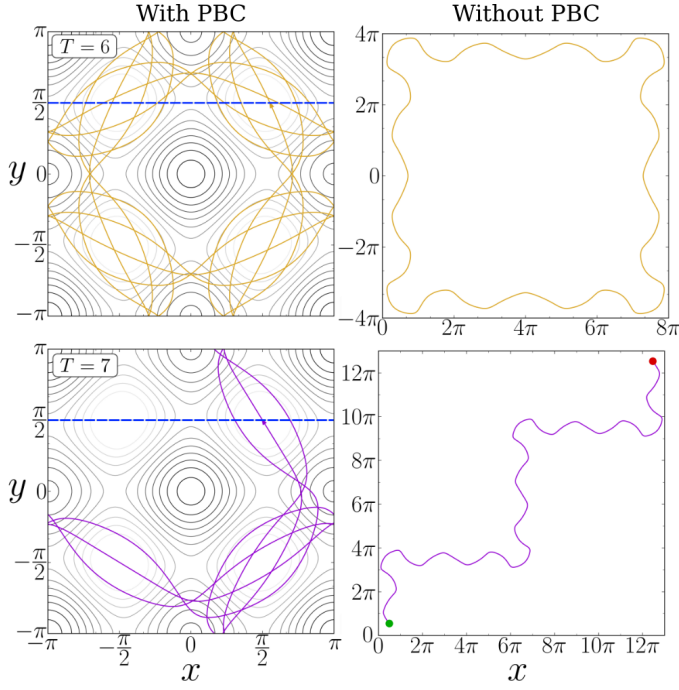 With PBC
Without PBC
T = 6
π
π/2
0
−π/2
−π
y
4π
2π
0
−2π
−4π
0 2π 4π 6π 8π
T = 7
π
π/2
0
−π/2
−π
y
−π −π/2 0 π/2 π
x
12π
10π
8π
6π
4π
2π
0
0 2π 4π 6π 8π 10π 12π
x